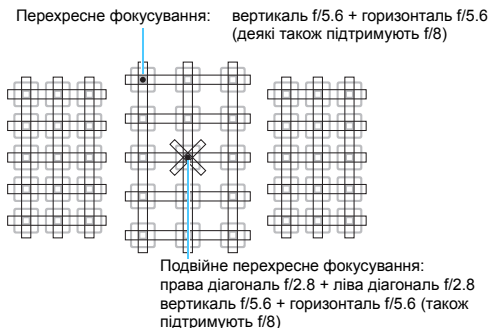 Перехресне фокусування: вертикаль f/5.6 + горизонталь f/5.6
(деякі також підтримують f/8)
Подвійне перехресне фокусування:
права діагональ f/2.8 + ліва діагональ f/2.8
вертикаль f/5.6 + горизонталь f/5.6 (також
підтримують f/8)